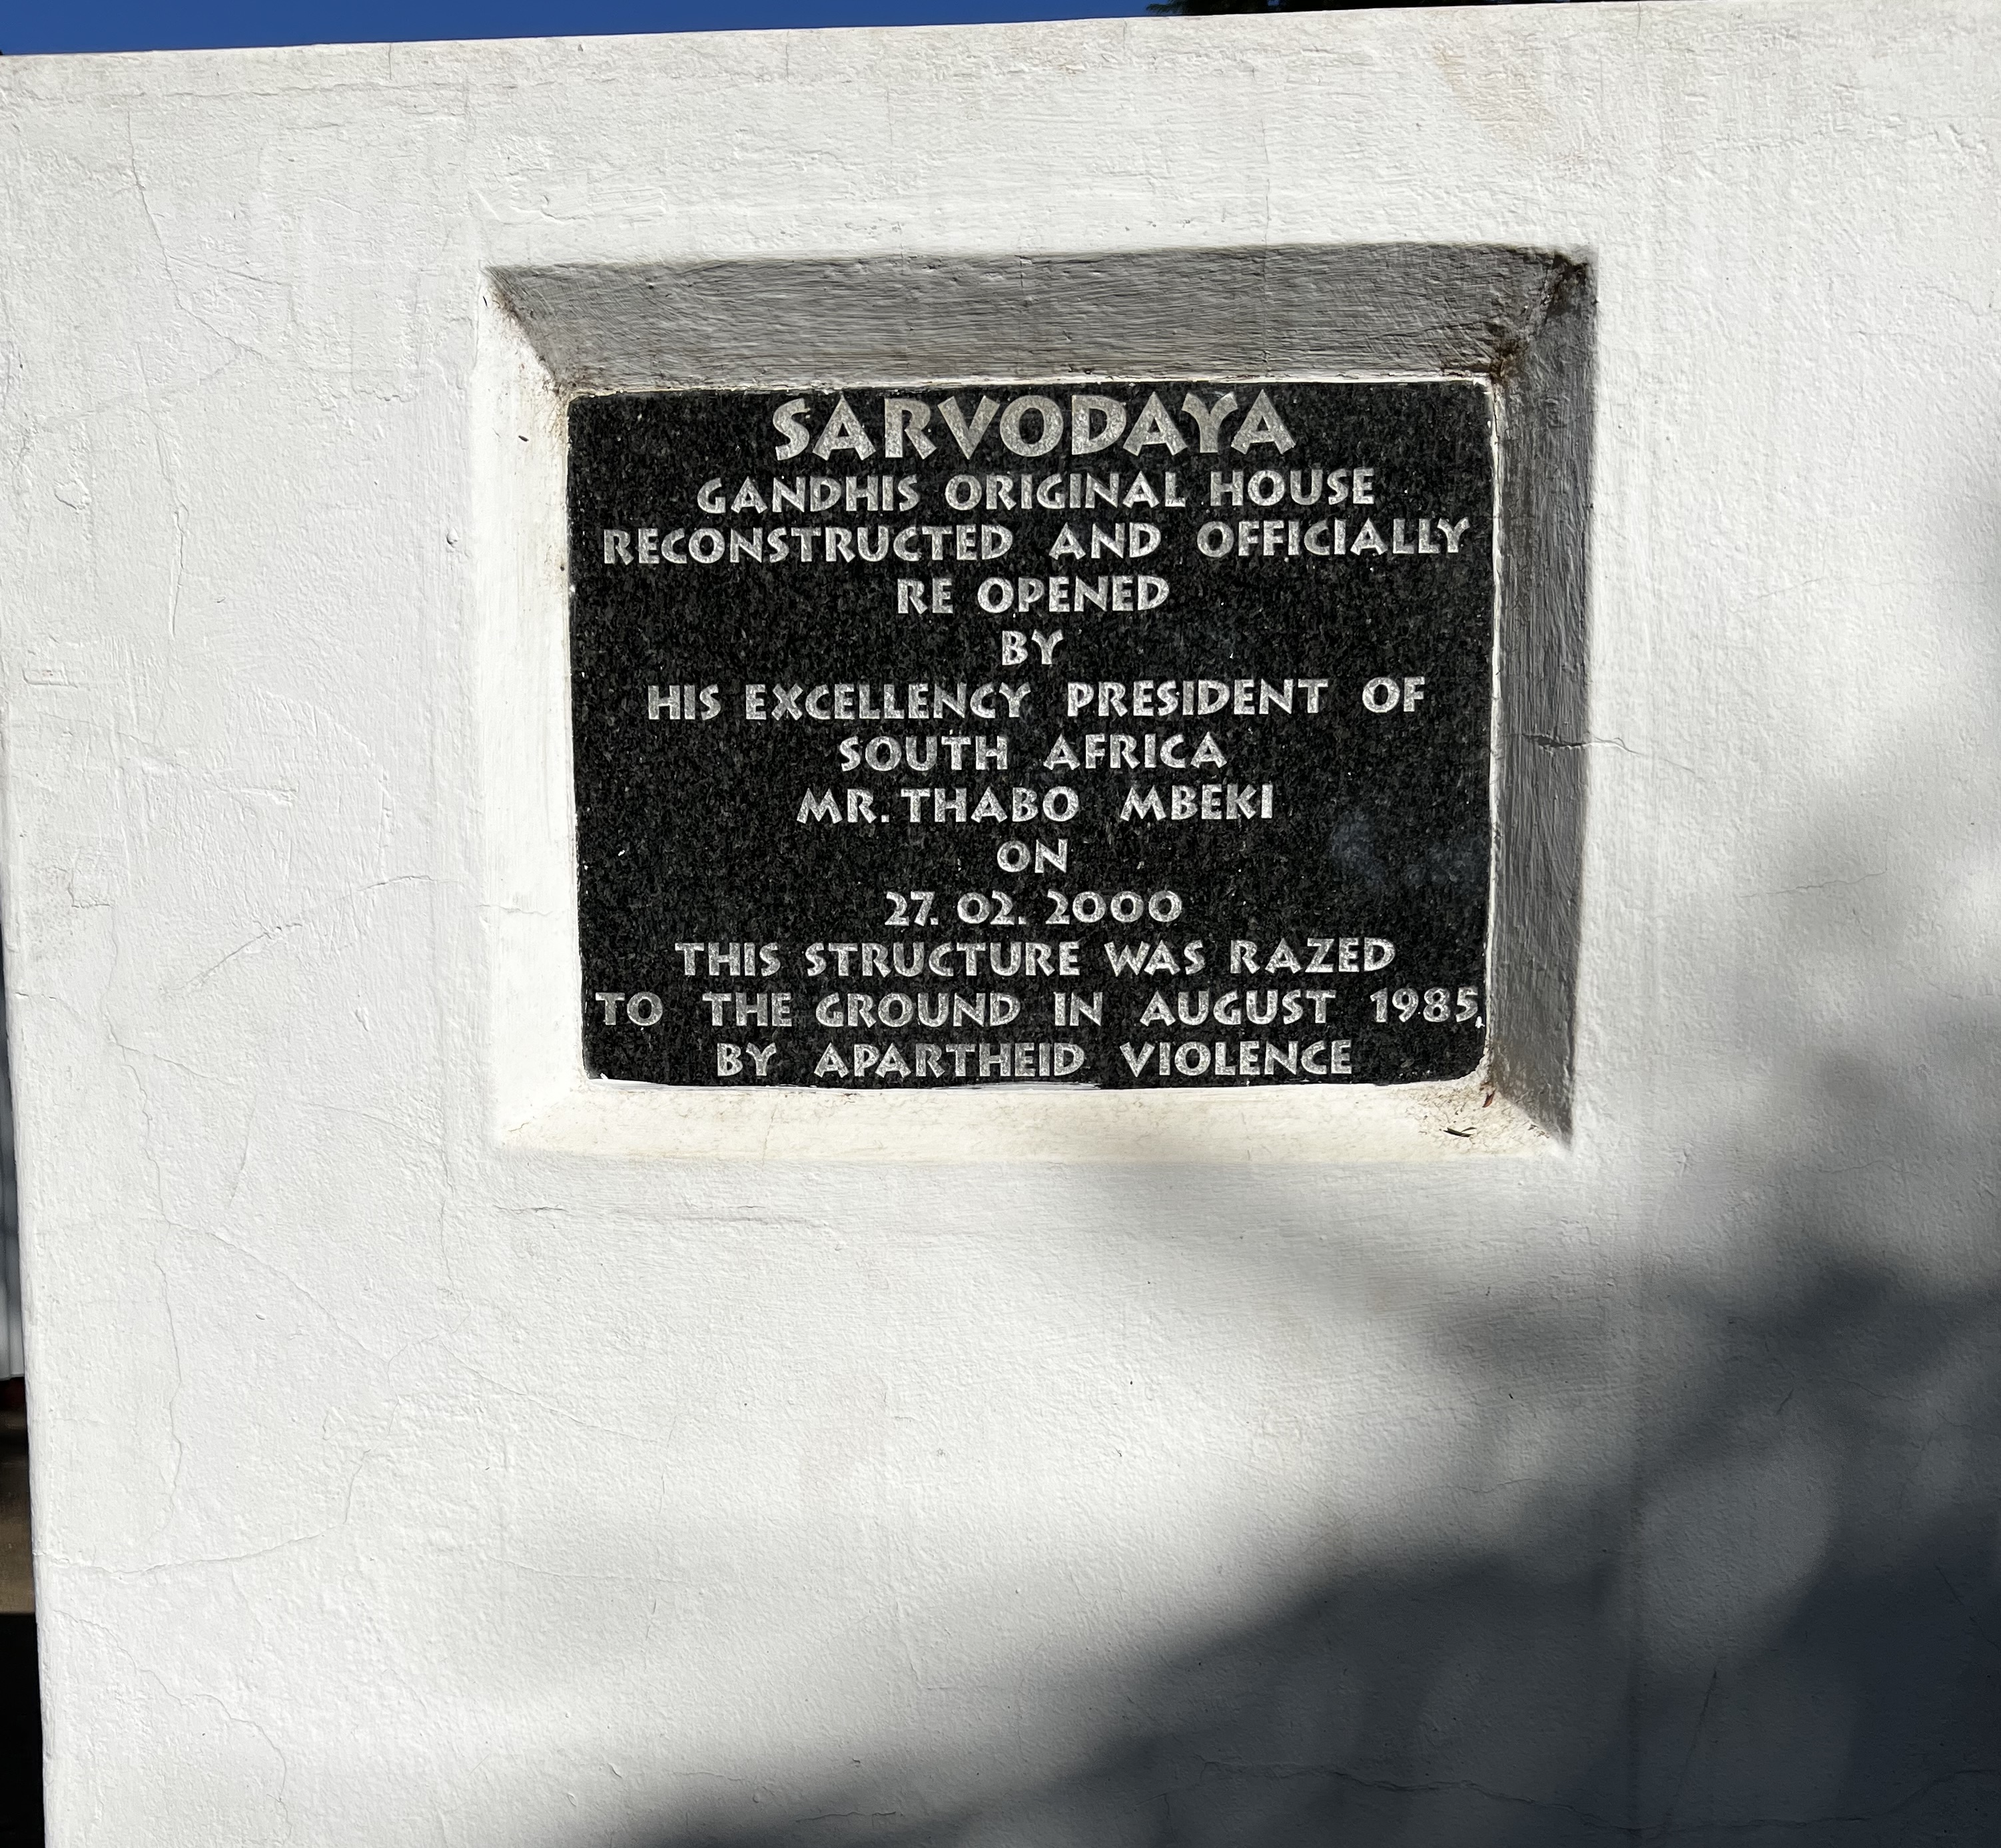 SARVODAYA
GANDHIS ORIGINAL HOUSE
RECONSTRUCTED AND OFFICIALLY
RE OPENED
BY
HIS EXCELLENCY PRESIDENT OF
SOUTH AFRICA
MR. THABO MBEKI
ON
27. 02. 2000
THIS STRUCTURE WAS RAZED
TO THE GROUND IN AUGUST 1985,
BY APARTHEID VIOLENCE